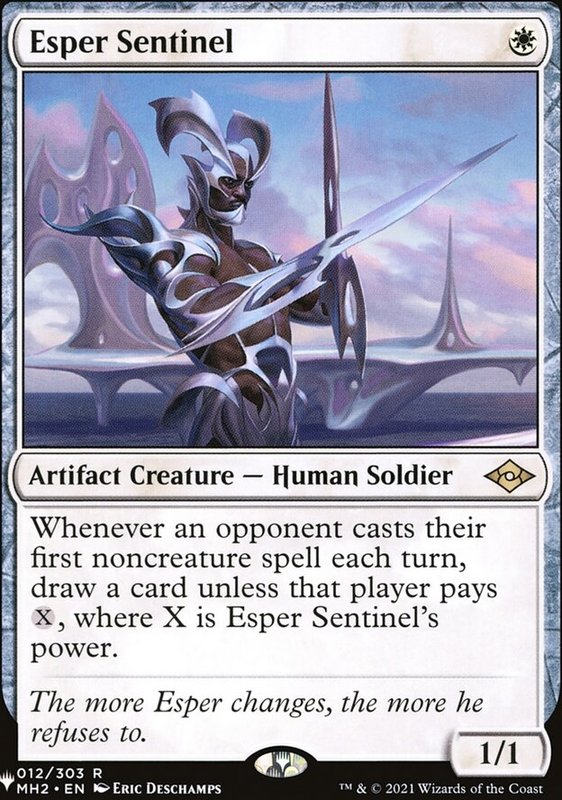 Esper Sentinel
Artifact Creature — Human Soldier
Whenever an opponent casts their
first noncreature spell each turn,
draw a card unless that player pays
X, where X is Esper Sentinel's
power.
The more Esper changes, the more he
refuses to.
1/1
012/303 R
MH2 • EN Eric Deschamps
™ & © 2021 Wizards of the Coast